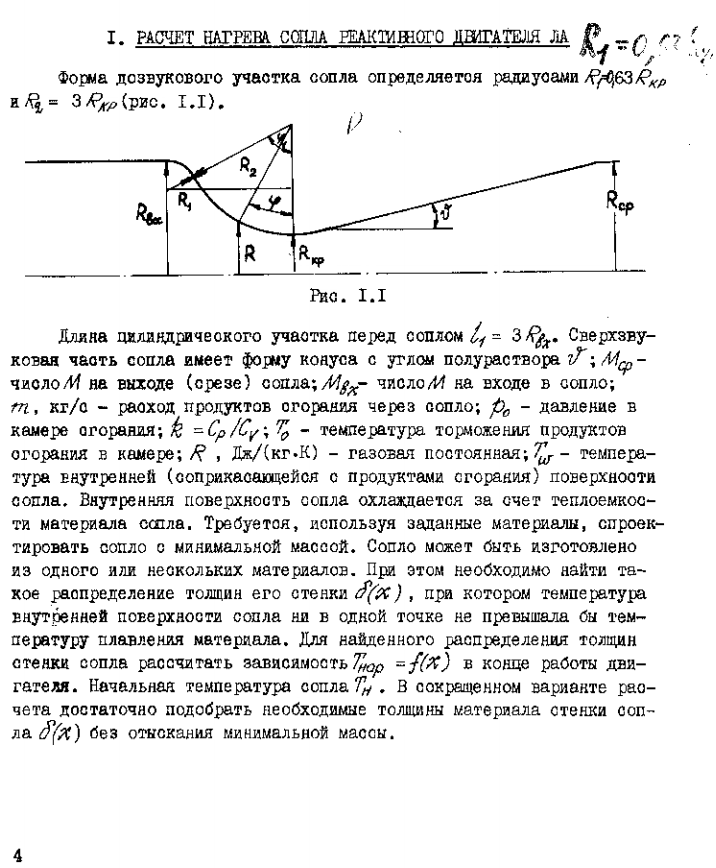 I. РАСЧЕТ НАГРЕВА СОПЛА РЕАКТИВНОГО ДВИГАТЕЛЯ ЛА R₁=0,
Форма дозвукового участка сопла определяется радиусами R₁=0,63Rкр
и R₂ = 3Rкр (рис. I.I).
φ₁
R₂
R₁
Rвх
φ
R
Rкр
ϑ
Rср
Рис. I.I
Длина цилиндрического участка перед соплом l₁ = 3Rвх. Сверхзву-
ковая часть сопла имеет форму конуса с углом полураствора ϑ; Mср -
число M на выходе (срезе) сопла; Mвх - число M на входе в сопло;
m, кг/с - расход продуктов сгорания через сопло; p₀ - давление в
камере сгорания; k = Cp/Cv; T₀ - температура торможения продуктов
сгорания в камере; R, Дж/(кг.К) - газовая постоянная; Tw - темпера-
тура внутренней (соприкасающейся с продуктами сгорания) поверхности
сопла. Внутренняя поверхность сопла охлаждается за счет теплоемкос-
ти материала сопла. Требуется, используя заданные материалы, спроек-
тировать сопло с минимальной массой. Сопло может быть изготовлено
из одного или нескольких материалов. При этом необходимо найти та-
кое распределение толщин его стенки δ(x), при котором температура
внутренней поверхности сопла ни в одной точке не превышала бы тем-
пературу плавления материала. Для найденного распределения толщин
стенки сопла рассчитать зависимость Tнар = f(x) в конце работы дви-
гателя. Начальная температура сопла Tн. В сокращенном варианте рас-
чета достаточно подобрать необходимые толщины материала стенки соп-
ла δ(x) без отыскания минимальной массы.
4